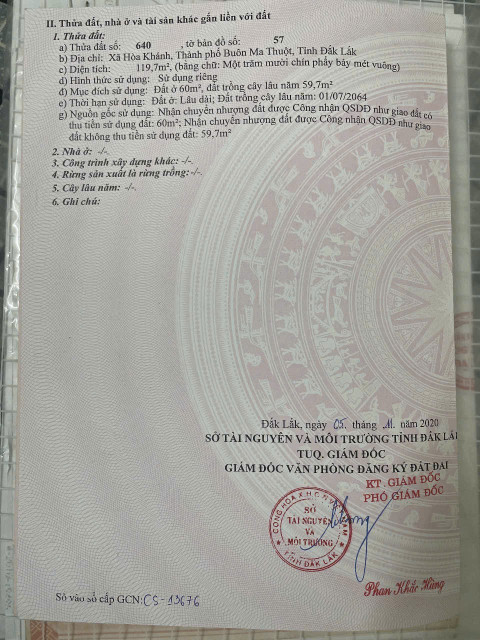 II. Thửa đất, nhà ở và tài sản khác gắn liền với đất
1. Thửa đất:
a) Thửa đất số: 640 , tờ bản đồ số: 57
b) Địa chỉ: Xã Hòa Khánh, Thành phố Buôn Ma Thuột, Tỉnh Đắk Lắk
c) Diện tích: 119,7m², (bằng chữ: Một trăm mười chín phẩy bảy mét vuông)
d) Hình thức sử dụng: Sử dụng riêng
đ) Mục đích sử dụng: Đất ở 60m², đất trồng cây lâu năm 59,7m²
e) Thời hạn sử dụng: Đất ở: Lâu dài; Đất trồng cây lâu năm: 01/07/2064
g) Nguồn gốc sử dụng: Nhận chuyển nhượng đất được Công nhận QSDĐ như giao đất có
thu tiền sử dụng đất: 60m²; Nhận chuyển nhượng đất được Công nhận QSDĐ như giao
đất không thu tiền sử dụng đất: 59,7m²
2. Nhà ở: -/-.
3. Công trình xây dựng khác: -/-.
4. Rừng sản xuất là rừng trồng: -/-.
5. Cây lâu năm: -/-.
6. Ghi chú:
Đắk Lắk, ngày 05. tháng .11. năm 2020
SỞ TÀI NGUYÊN VÀ MÔI TRƯỜNG TỈNH ĐẮK LẮK
TUQ. GIÁM ĐỐC
GIÁM ĐỐC VĂN PHÒNG ĐĂNG KÝ ĐẤT ĐAI
KT. GIÁM ĐỐC
PHÓ GIÁM ĐỐC
CỘNG HÒA X.H.C.N VIỆT NAM
SỞ
TÀI NGUYÊN
VÀ
MÔI TRƯỜNG
TỈNH ĐẮK LẮK
Phan Khắc Hùng
Số vào sổ cấp GCN: CS-13676